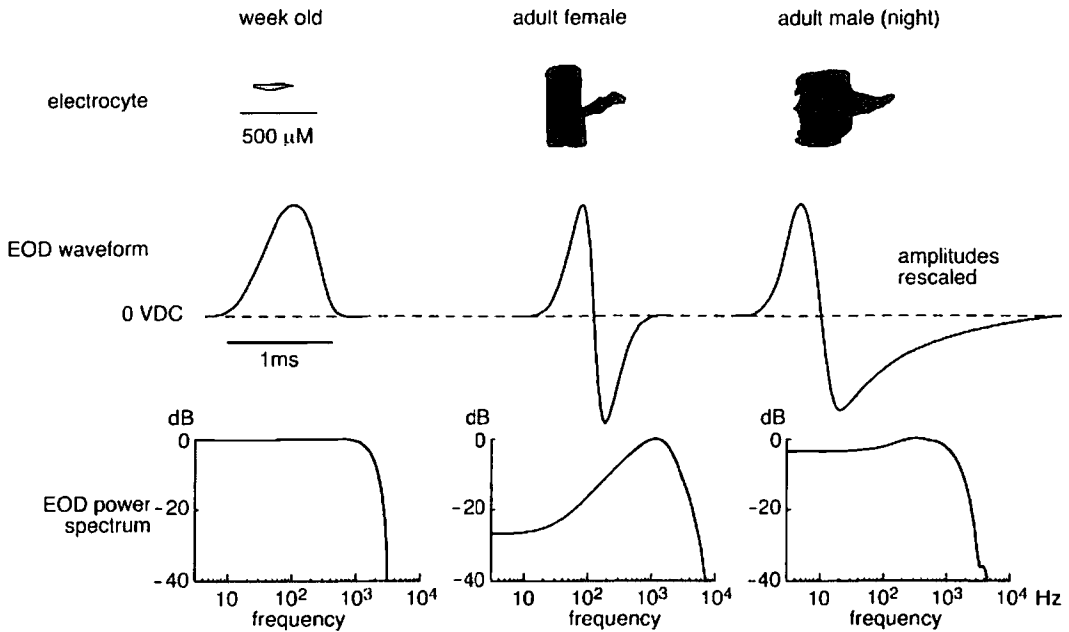 week old
adult female
adult male (night)
electrocyte
500 µM
EOD waveform
amplitudes
rescaled
0 VDC
1ms
dB
dB
dB
0
0
0
EOD power
spectrum
-20
-20
-20
-40
-40
-40
10 10² 10³ 10⁴
10 10² 10³ 10⁴
10 10² 10³ 10⁴ Hz
frequency
frequency
frequency